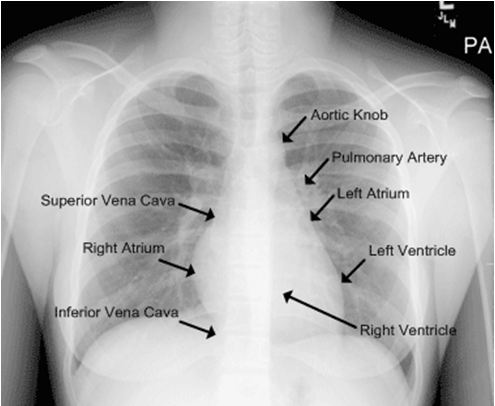 L
JLM
PA
Aortic Knob
Pulmonary Artery
Left Atrium
Superior Vena Cava
Right Atrium
Left Ventricle
Inferior Vena Cava
Right Ventricle